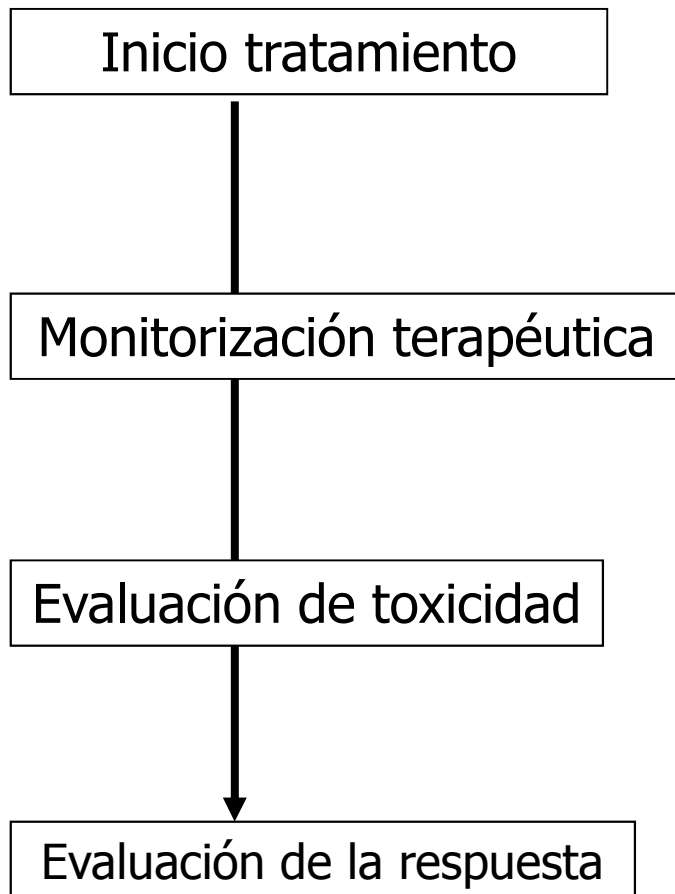 Inicio tratamiento
Monitorización terapéutica
Evaluación de toxicidad
Evaluación de la respuesta